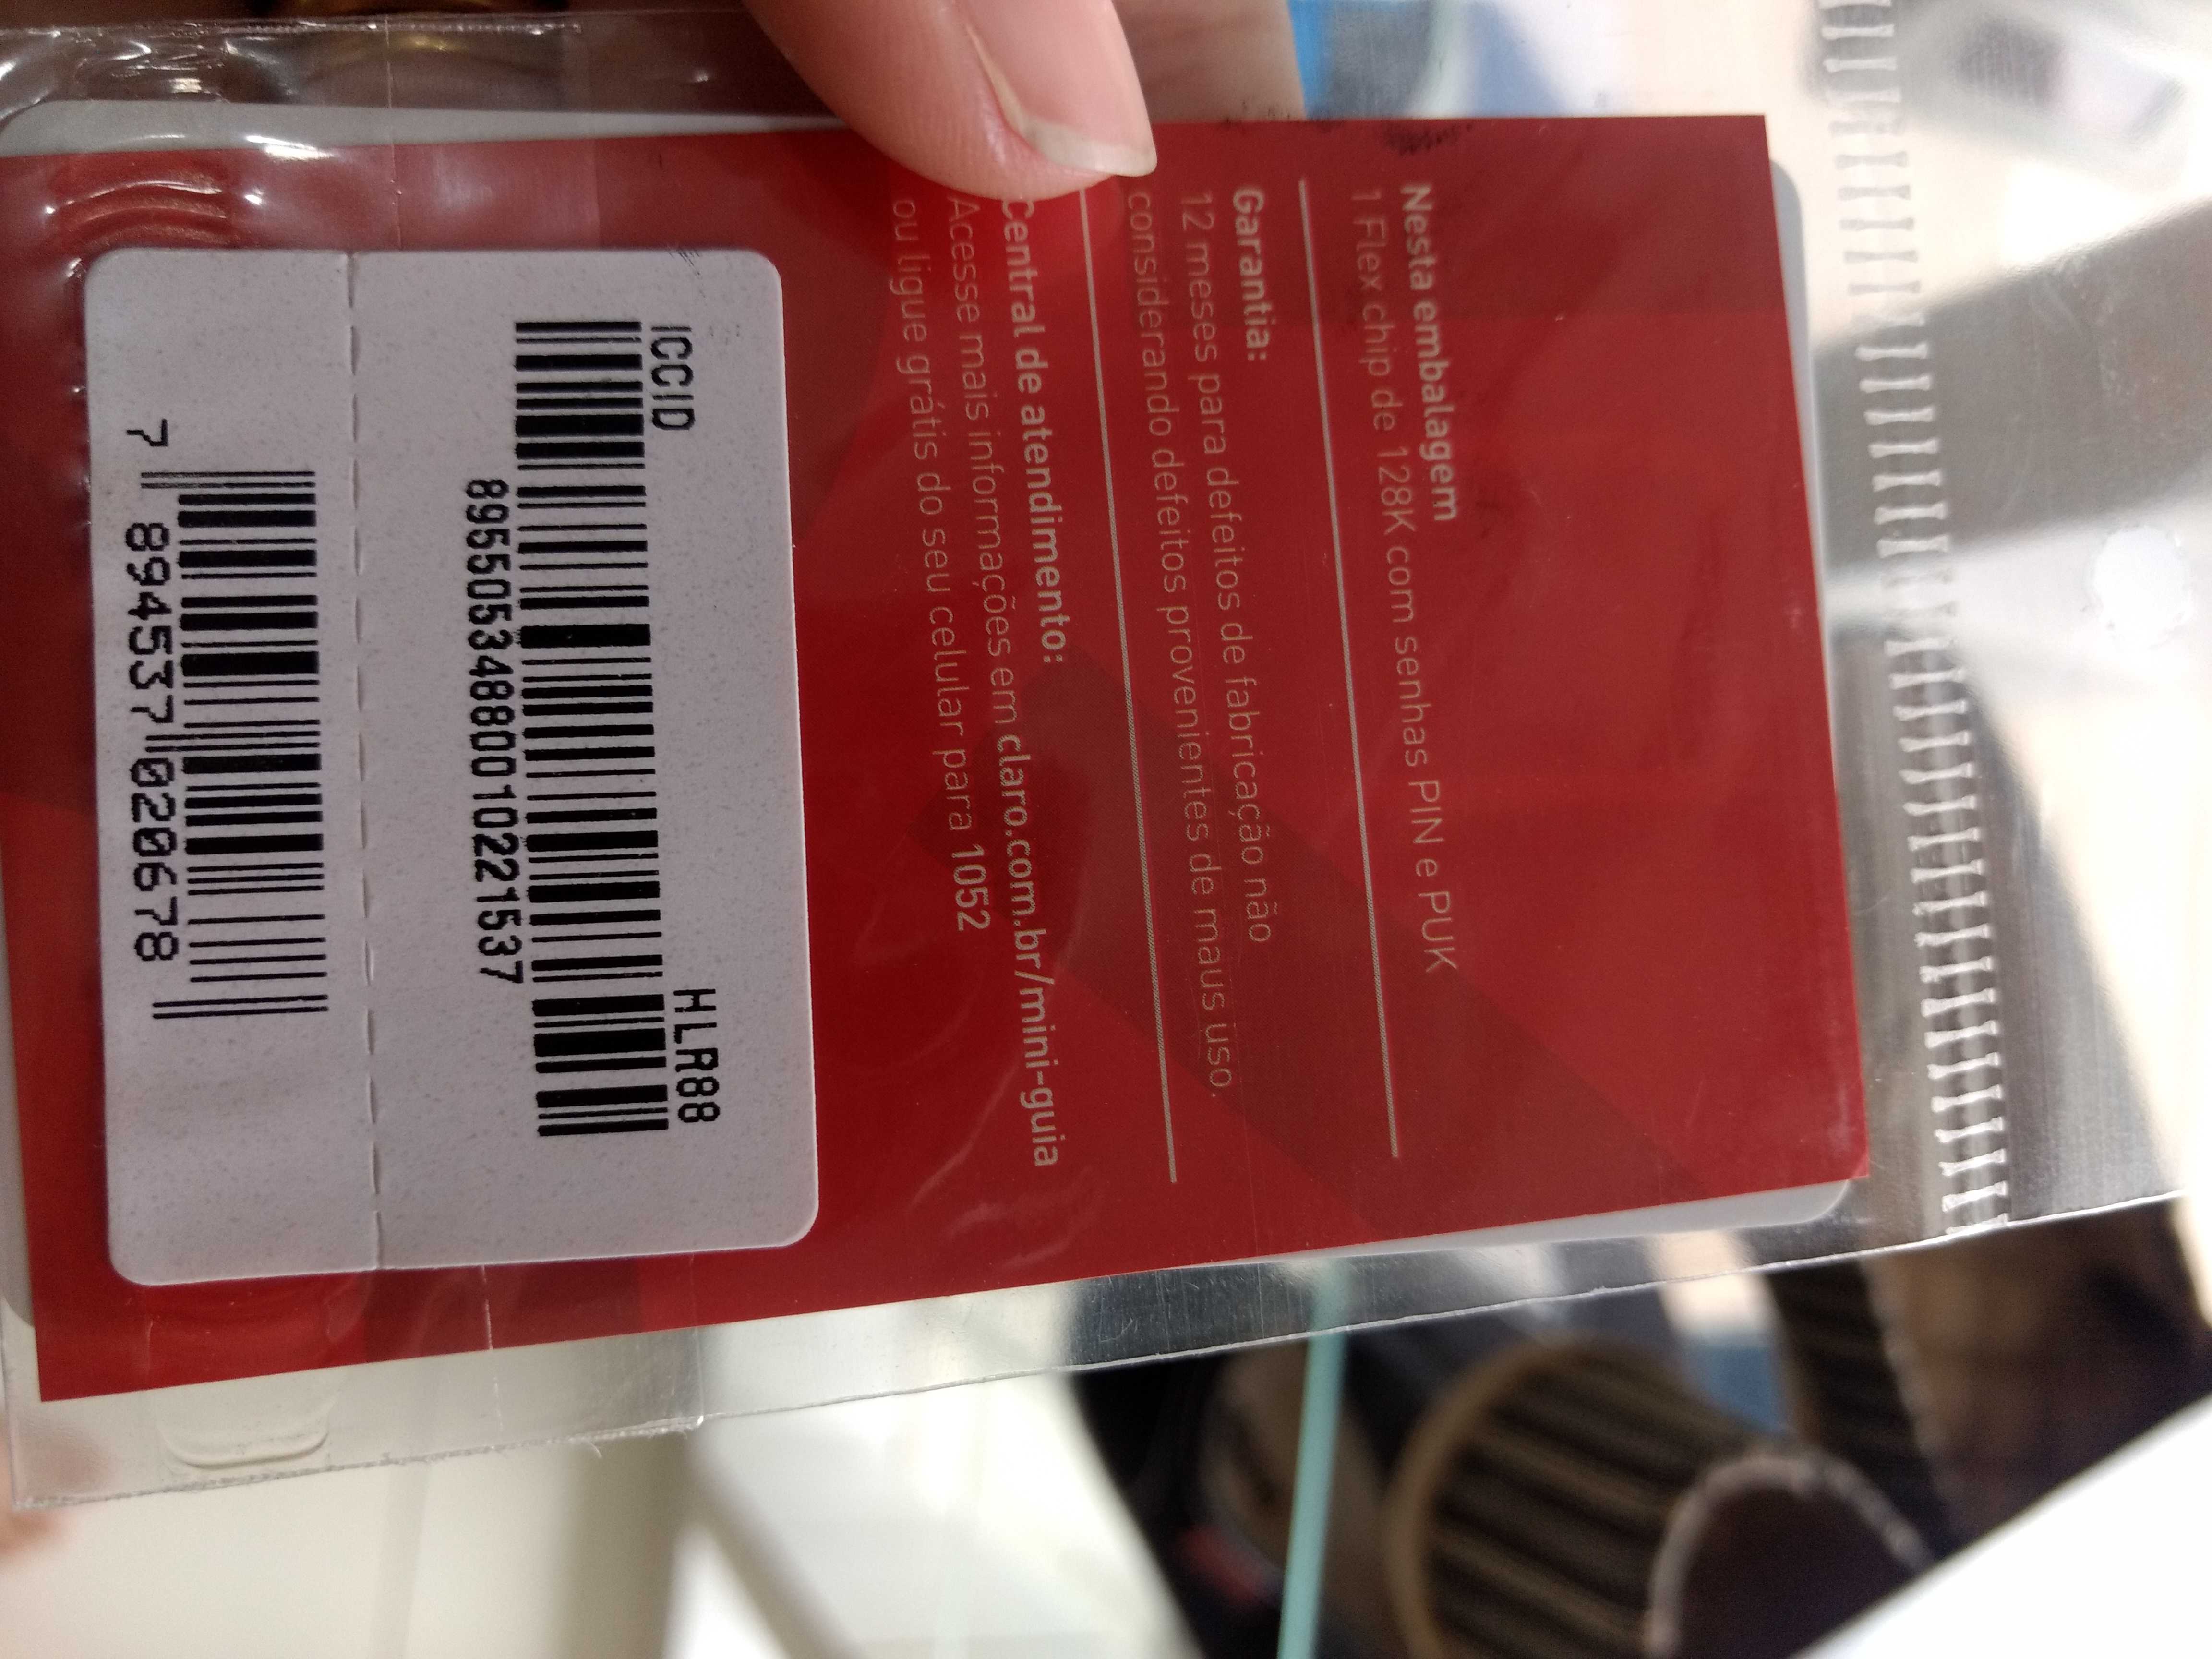 Nesta embalagem
1 Flex chip de 128K com senhas PIN e PUK
Garantia:
12 meses para defeitos de fabricação não
considerando defeitos provenientes de maus uso.
Central de atendimento:
Acesse mais informações em claro.com.br/mini-guia
ou ligue grátis do seu celular para 1052
ICCID HLR88
89550534880010221537
7 894537 020678